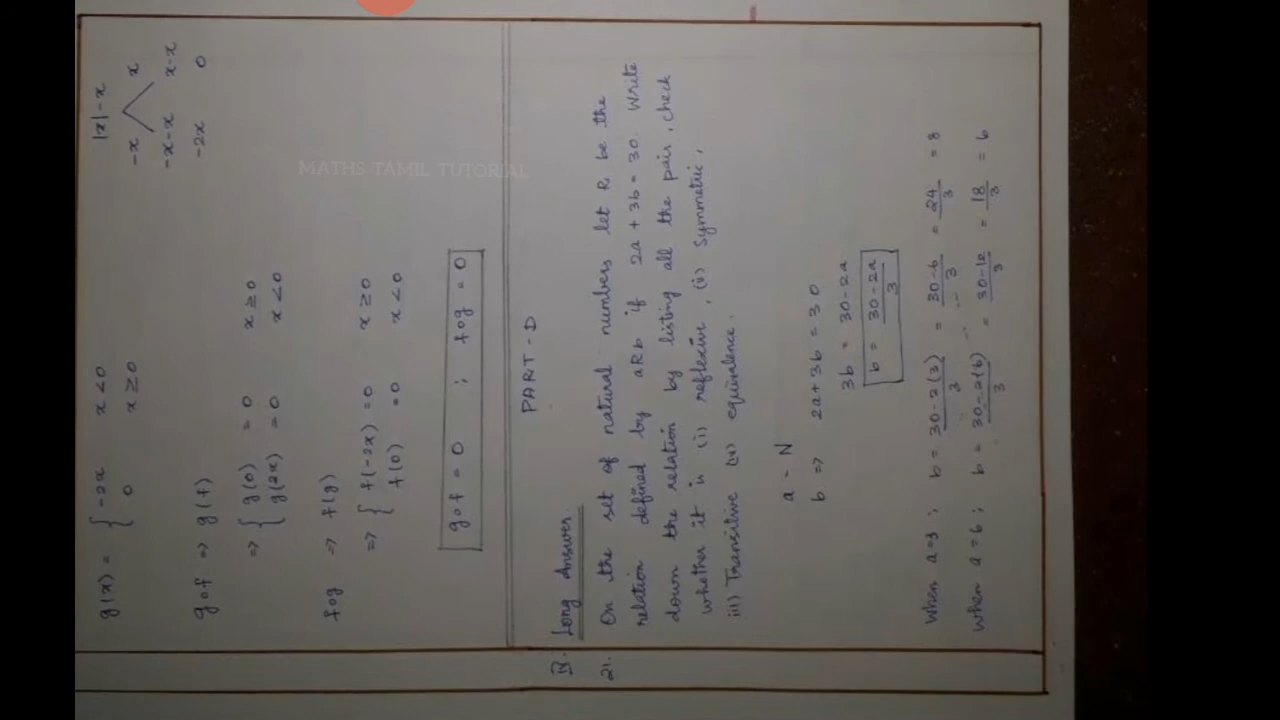 g(x) = { -2x   x<0
0   x≥0
|x|-x
-x   x
-x-x   x-x
-2x   0
gof => g(f)
=> { g(0) = 0   x≥0
g(2x) = 0   x<0
fog => f(g)
=> { f(-2x) = 0   x≥0
f(0) = 0   x<0
gof = 0 ; fog = 0
MATHS TAMIL TUTORIAL
PART-D
IV. Long Answer
21. On the set of natural numbers let R be the
relation defined by aRb if 2a + 3b = 30. Write
down the relation by listing all the pair, check
whether it is (i) reflexive, (ii) Symmetric,
iii) Transitive (iv) equivalence.
a - N
b => 2a+3b = 30
3b = 30-2a
b = 30-2a / 3
When a=3 ; b = 30-2(3) / 3 = 30-6 / 3 = 24 / 3 = 8
when a=6 ; b = 30-2(6) / 3 = 30-12 / 3 = 18 / 3 = 6